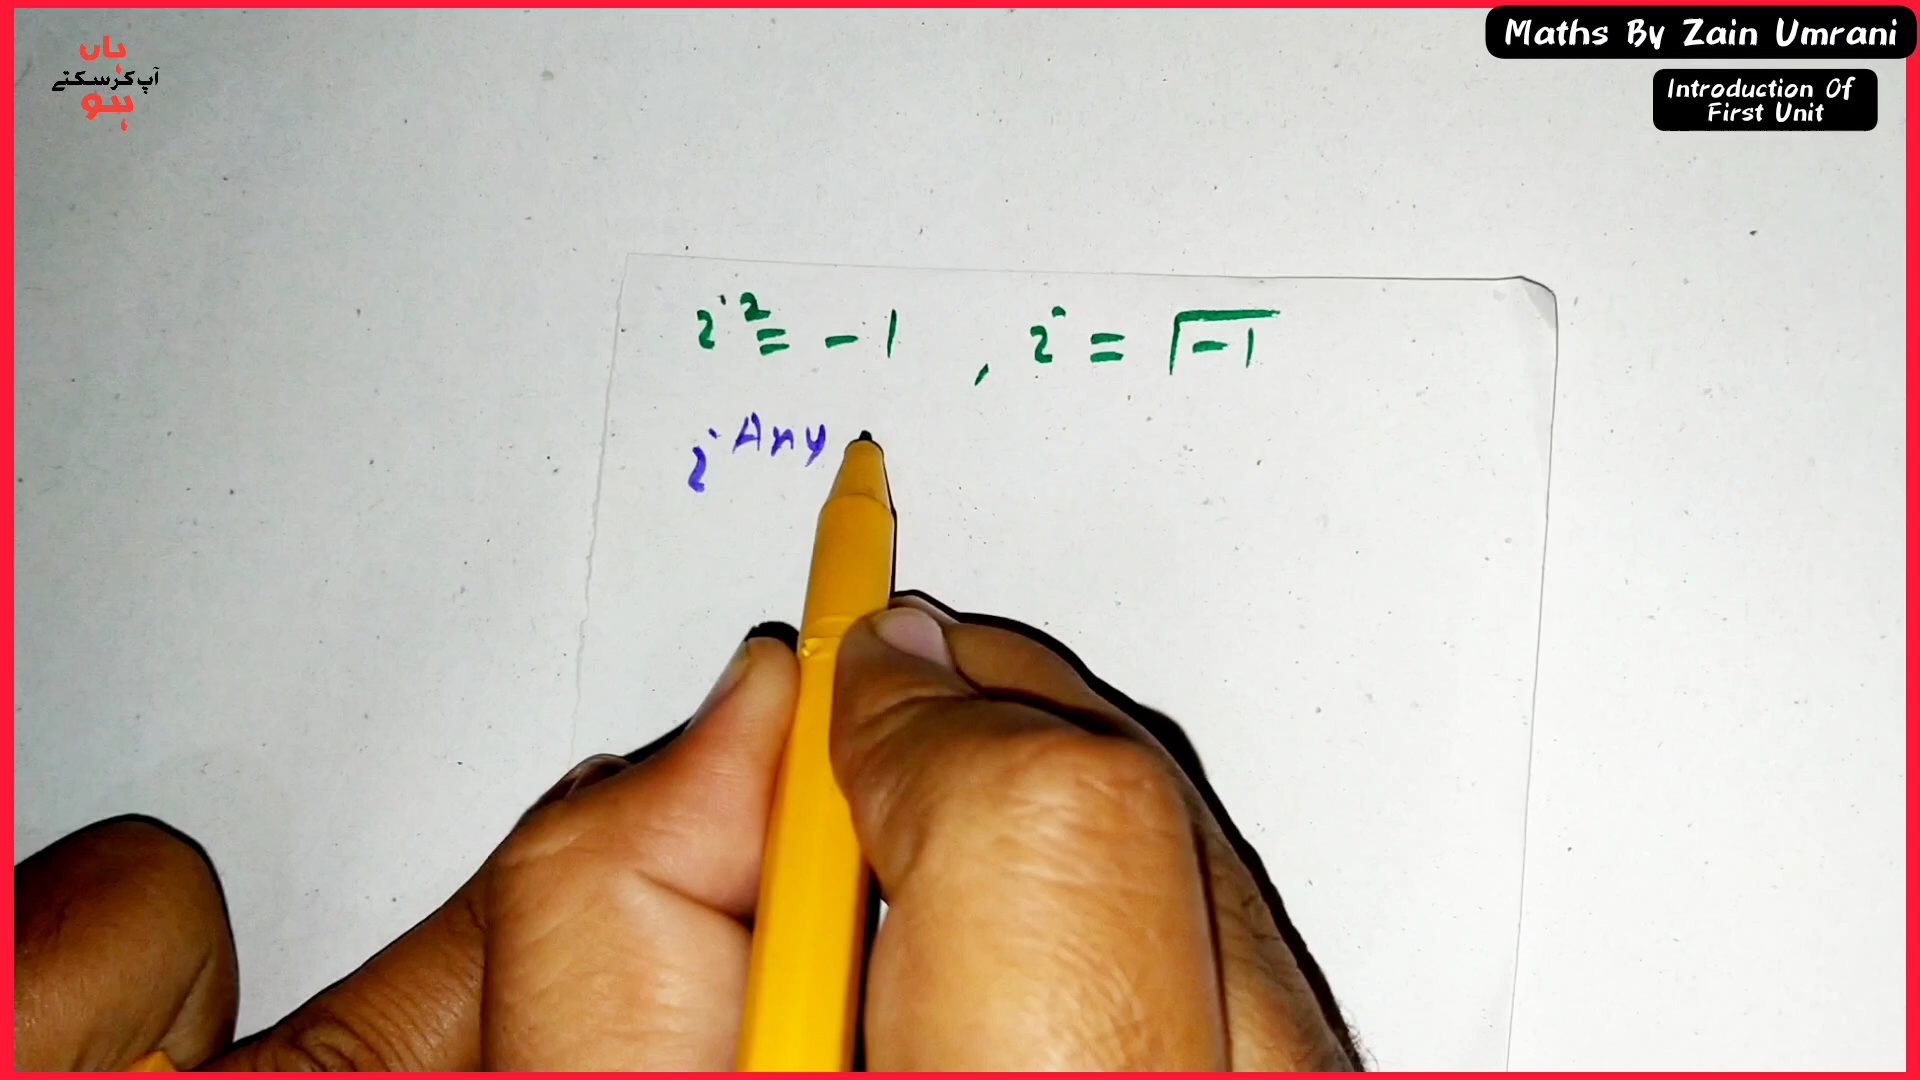 ہاں
آپ کر سکتے
ہو
Maths By Zain Umrani
Introduction Of
First Unit
i² = -1 , i = √-1
i^Any